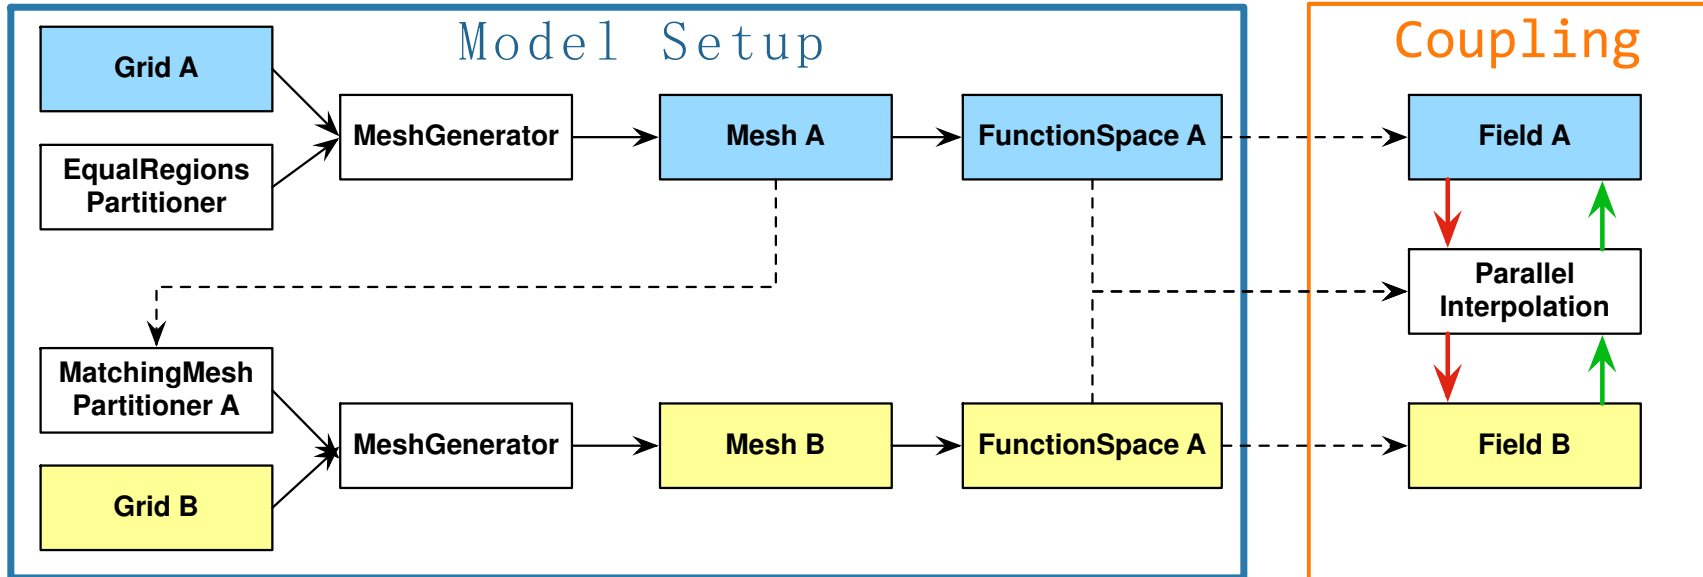 Model Setup
Coupling
Grid A
EqualRegions
Partitioner
MeshGenerator
Mesh A
FunctionSpace A
Field A
Parallel
Interpolation
MatchingMesh
Partitioner A
Grid B
MeshGenerator
Mesh B
FunctionSpace A
Field B